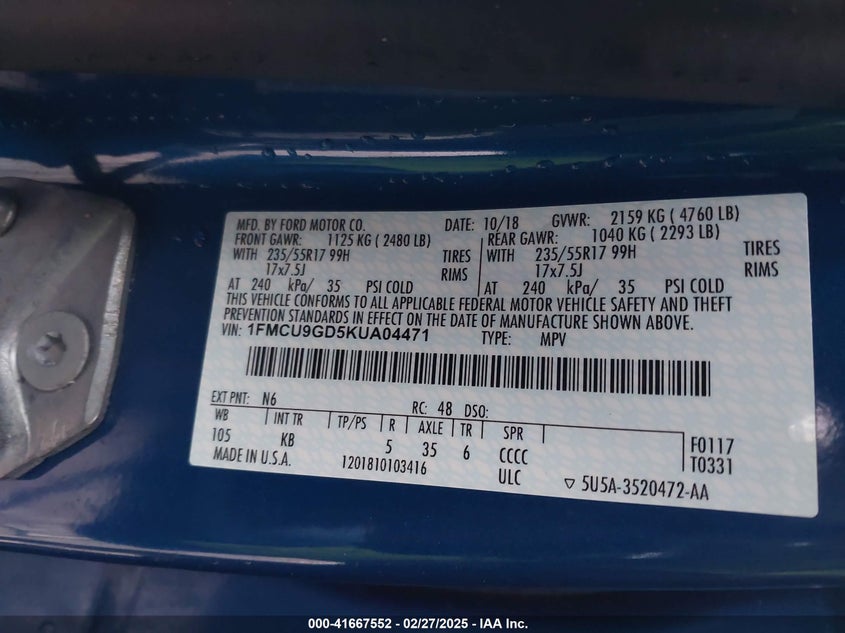 MFD. BY FORD MOTOR CO. DATE: 10/18 GVWR: 2159 KG ( 4760 LB)
FRONT GAWR: 1125 KG ( 2480 LB) REAR GAWR: 1040 KG ( 2293 LB)
WITH 235/55R17 99H TIRES WITH 235/55R17 99H TIRES
17x7.5J RIMS 17x7.5J RIMS
AT 240 kPa/ 35 PSI COLD AT 240 kPa/ 35 PSI COLD
THIS VEHICLE CONFORMS TO ALL APPLICABLE FEDERAL MOTOR VEHICLE SAFETY AND THEFT
PREVENTION STANDARDS IN EFFECT ON THE DATE OF MANUFACTURE SHOWN ABOVE.
VIN: 1FMCU9GD5KUA04471 TYPE: MPV
EXT PNT: N6 RC: 48 DSO:
WB INT TR TP/PS R AXLE TR SPR
105 KB 5 35 6 CCCC
F0117
T0331
MADE IN U.S.A. 1201810103416 ULC ▽ 5U5A-3520472-AA
000-41667552 - 02/27/2025 - IAA Inc.